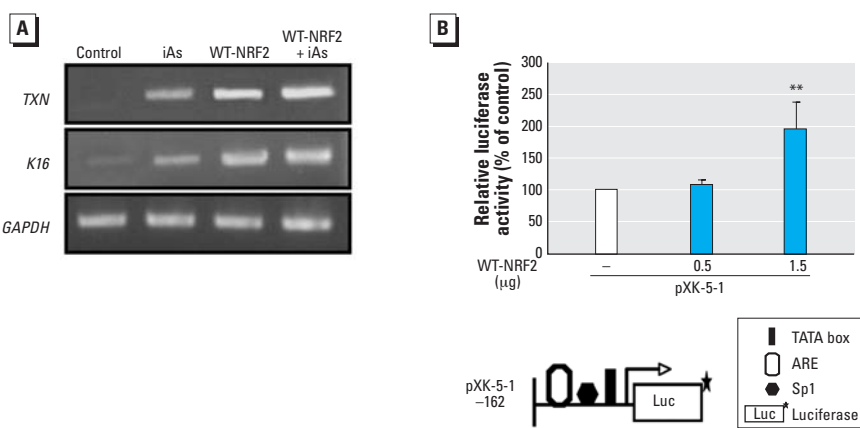 A
Control iAs WT-NRF2 WT-NRF2 + iAs
TXN
K16
GAPDH
B
Relative luciferase
activity (% of control)
300
250
200
150
100
50
0
**
WT-NRF2 – 0.5 1.5
(μg)
pXK-5-1
pXK-5-1
–162
Luc
TATA box
ARE
Sp1
Luc * Luciferase